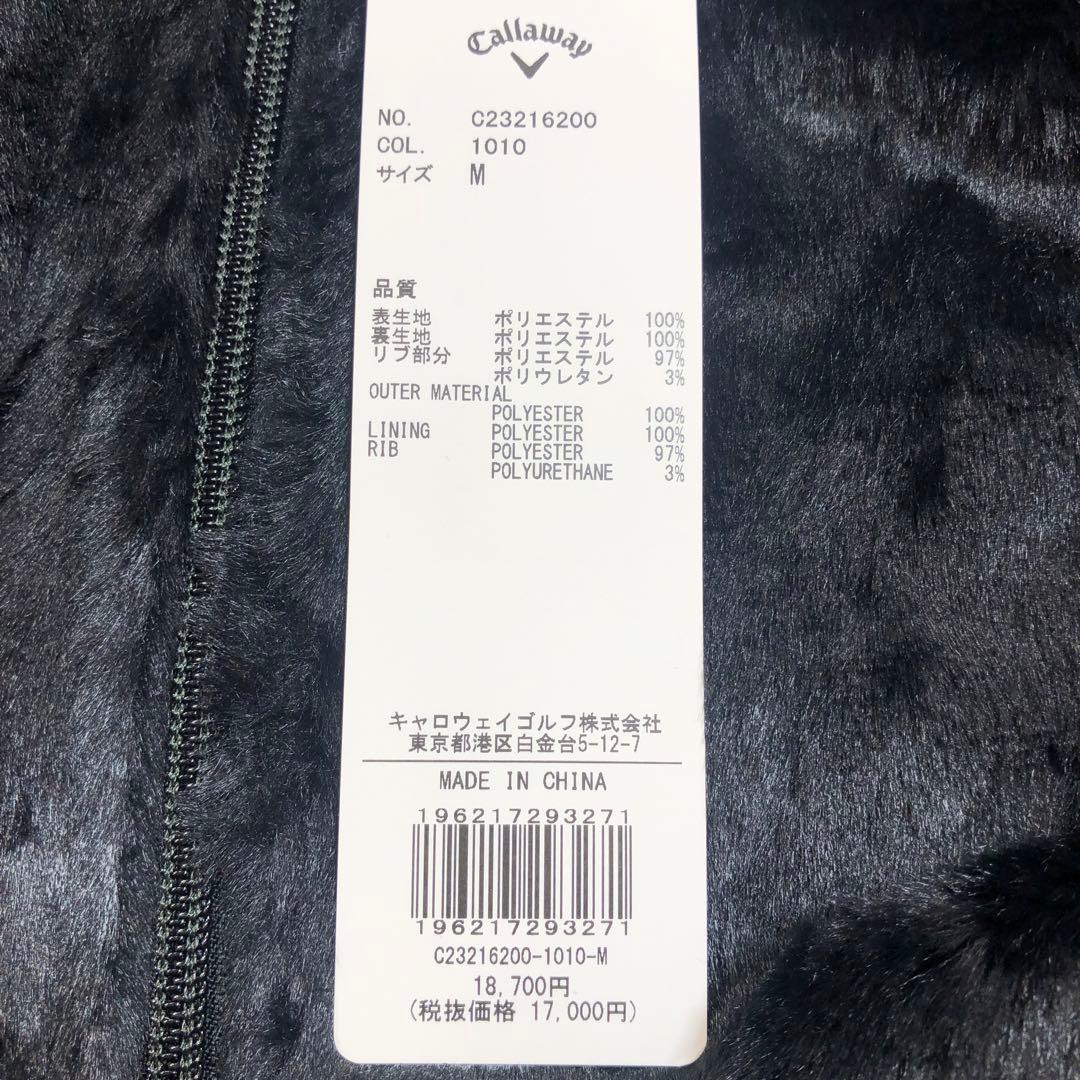 Callaway
NO. C23216200
COL. 1010
サイズ M
品質
表生地 ポリエステル 100%
裏生地 ポリエステル 100%
リブ部分 ポリエステル 97%
ポリウレタン 3%
OUTER MATERIAL
POLYESTER 100%
LINING POLYESTER 100%
RIB POLYESTER 97%
POLYURETHANE 3%
キャロウェイゴルフ株式会社
東京都港区白金台5-12-7
MADE IN CHINA
196217293271
196217293271
C23216200-1010-M
18,700円
(税抜価格 17,000円)